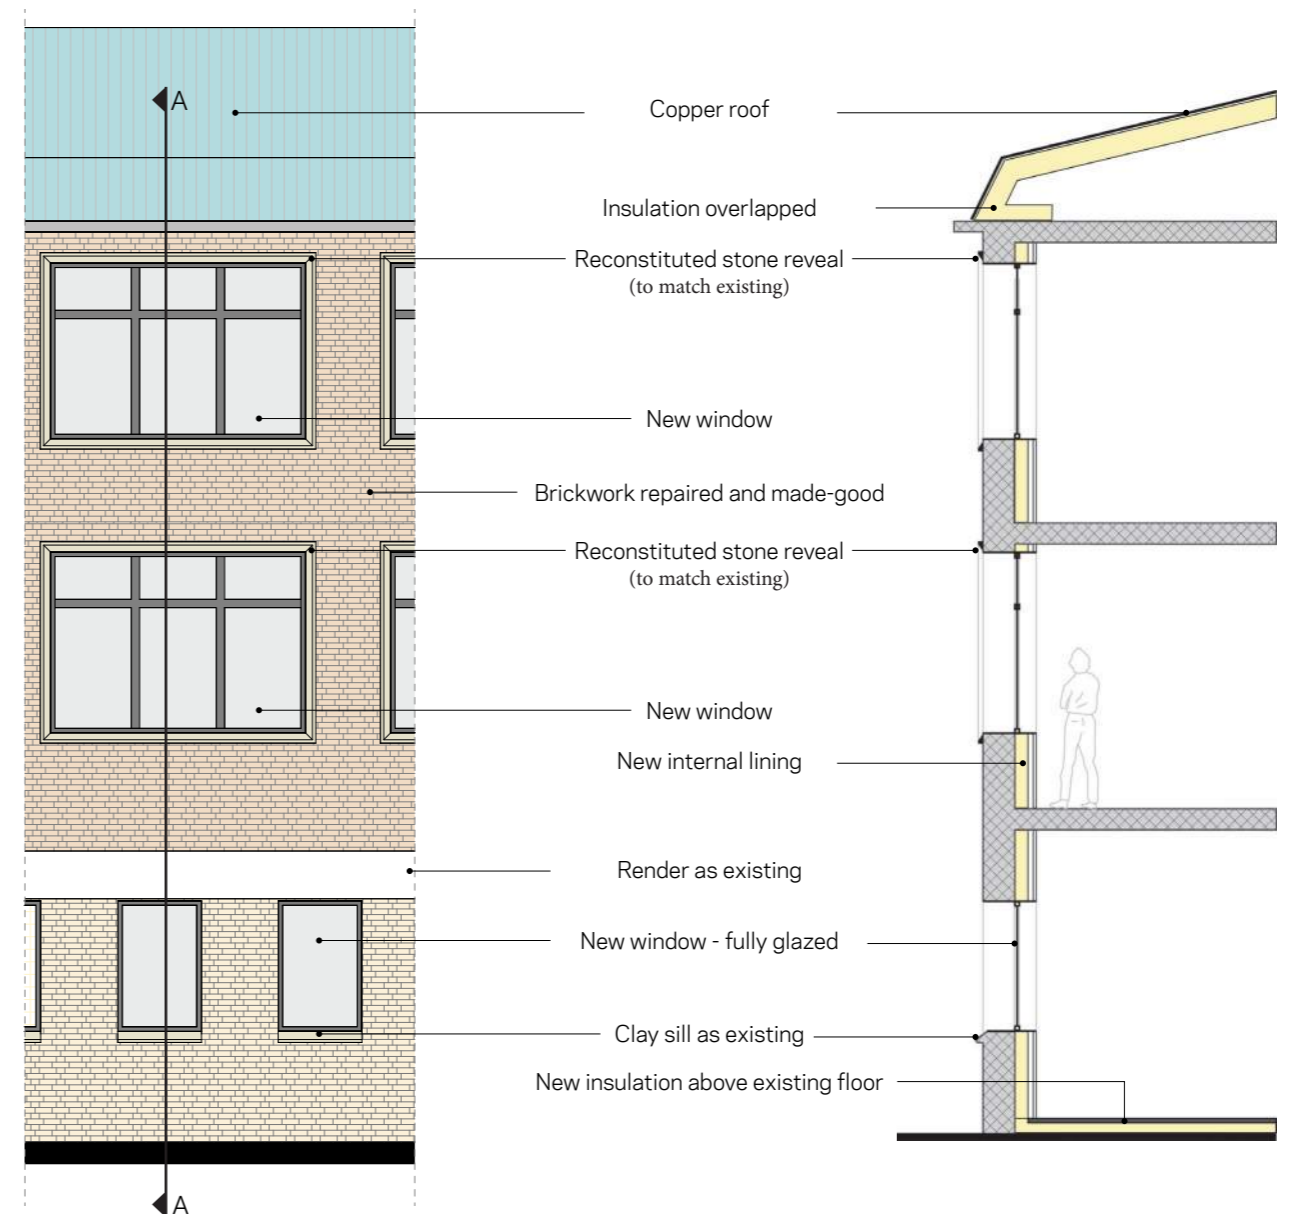 A
Copper roof
Insulation overlapped
Reconstituted stone reveal
(to match existing)
New window
Brickwork repaired and made-good
Reconstituted stone reveal
(to match existing)
New window
New internal lining
Render as existing
New window - fully glazed
Clay sill as existing
New insulation above existing floor
A